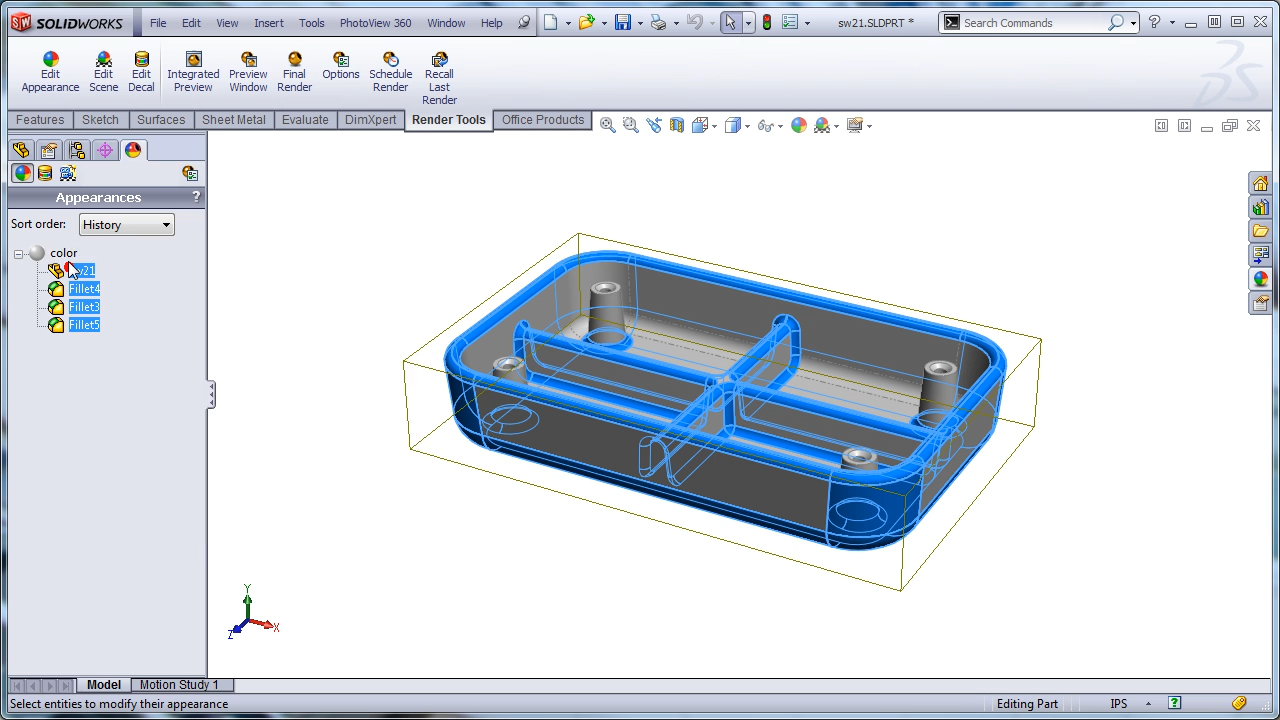 SOLIDWORKS File Edit View Insert Tools PhotoView 360 Window Help sw21.SLDPRT * Search Commands ?
Edit Appearance
Edit Scene
Edit Decal
Integrated Preview
Preview Window
Final Render
Options
Schedule Render
Recall Last Render
Features Sketch Surfaces Sheet Metal Evaluate DimXpert Render Tools Office Products
Appearances ?
Sort order: History
color
Fillet4
Fillet3
Fillet5
Y
X
Z
Model Motion Study 1
Select entities to modify their appearance Editing Part IPS ?